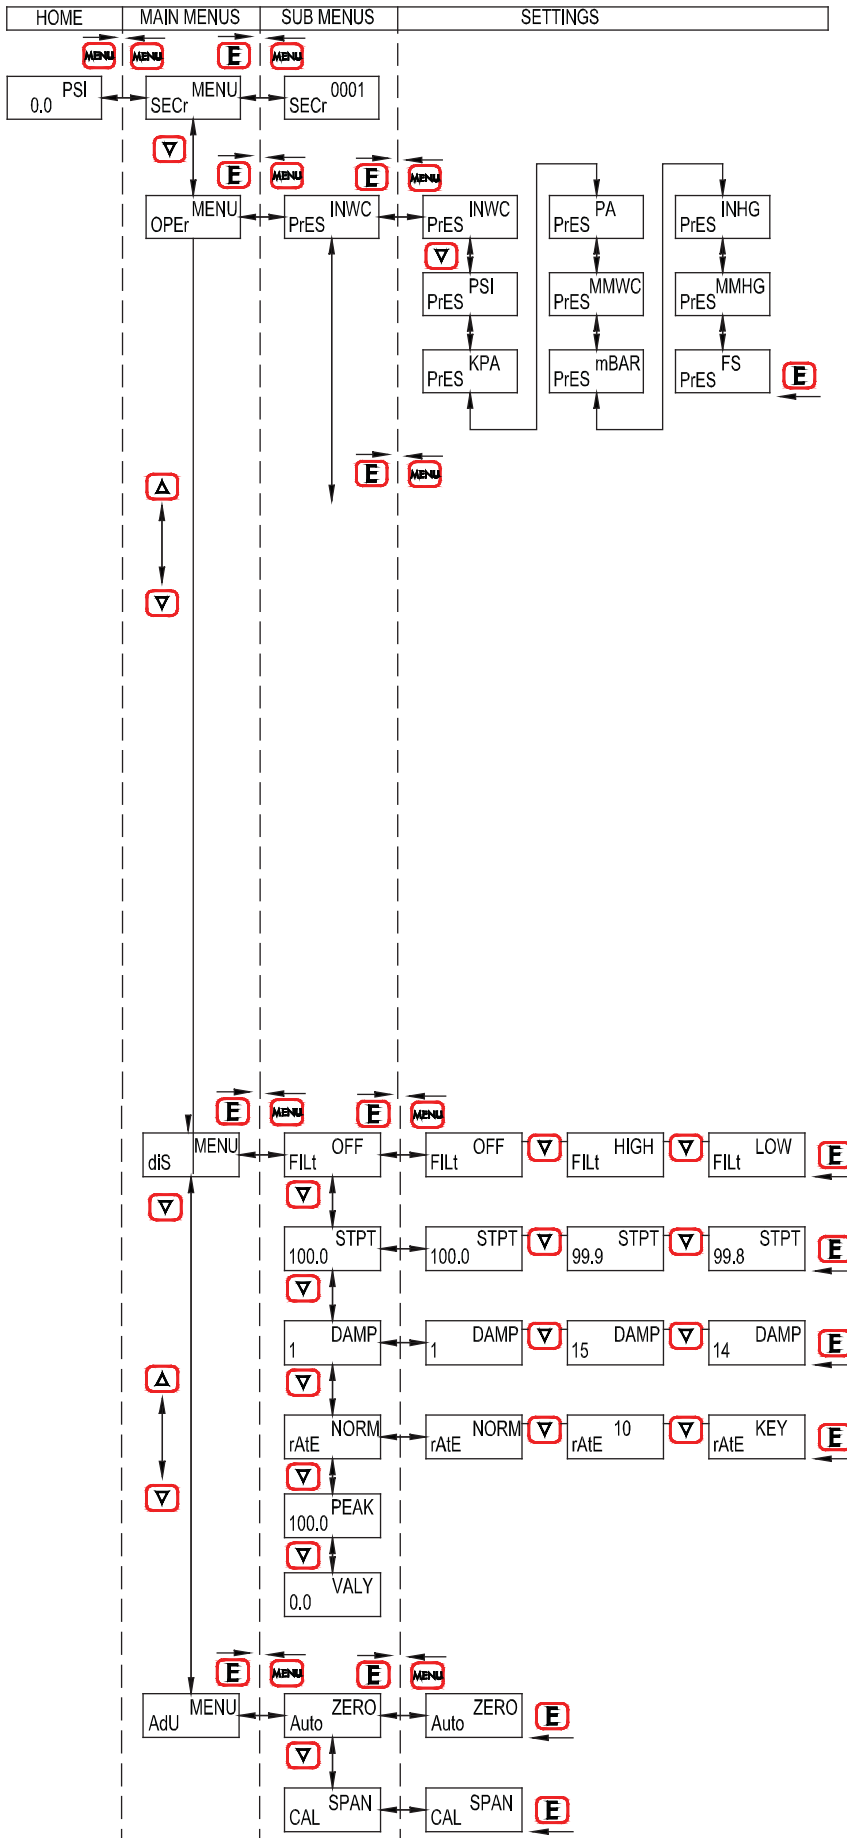 HOME MAIN MENUS SUB MENUS SETTINGS
MENU MENU E MENU
PSI 0.0
MENU SECr
0001 SECr
E MENU E MENU
MENU OPEr
INWC PrES
INWC PrES
PA PrES
INHG PrES
PSI PrES
MMWC PrES
MMHG PrES
KPA PrES
mBAR PrES
FS PrES
E
E MENU
E MENU E MENU
MENU diS
OFF FILt
OFF FILt
HIGH FILt
LOW FILt
E
STPT 100.0
STPT 100.0
STPT 99.9
STPT 99.8
E
DAMP 1
DAMP 1
DAMP 15
DAMP 14
E
NORM rAtE
NORM rAtE
10 rAtE
KEY rAtE
E
PEAK 100.0
VALY 0.0
E MENU E MENU
MENU AdU
ZERO Auto
ZERO Auto
E
SPAN CAL
SPAN CAL
E